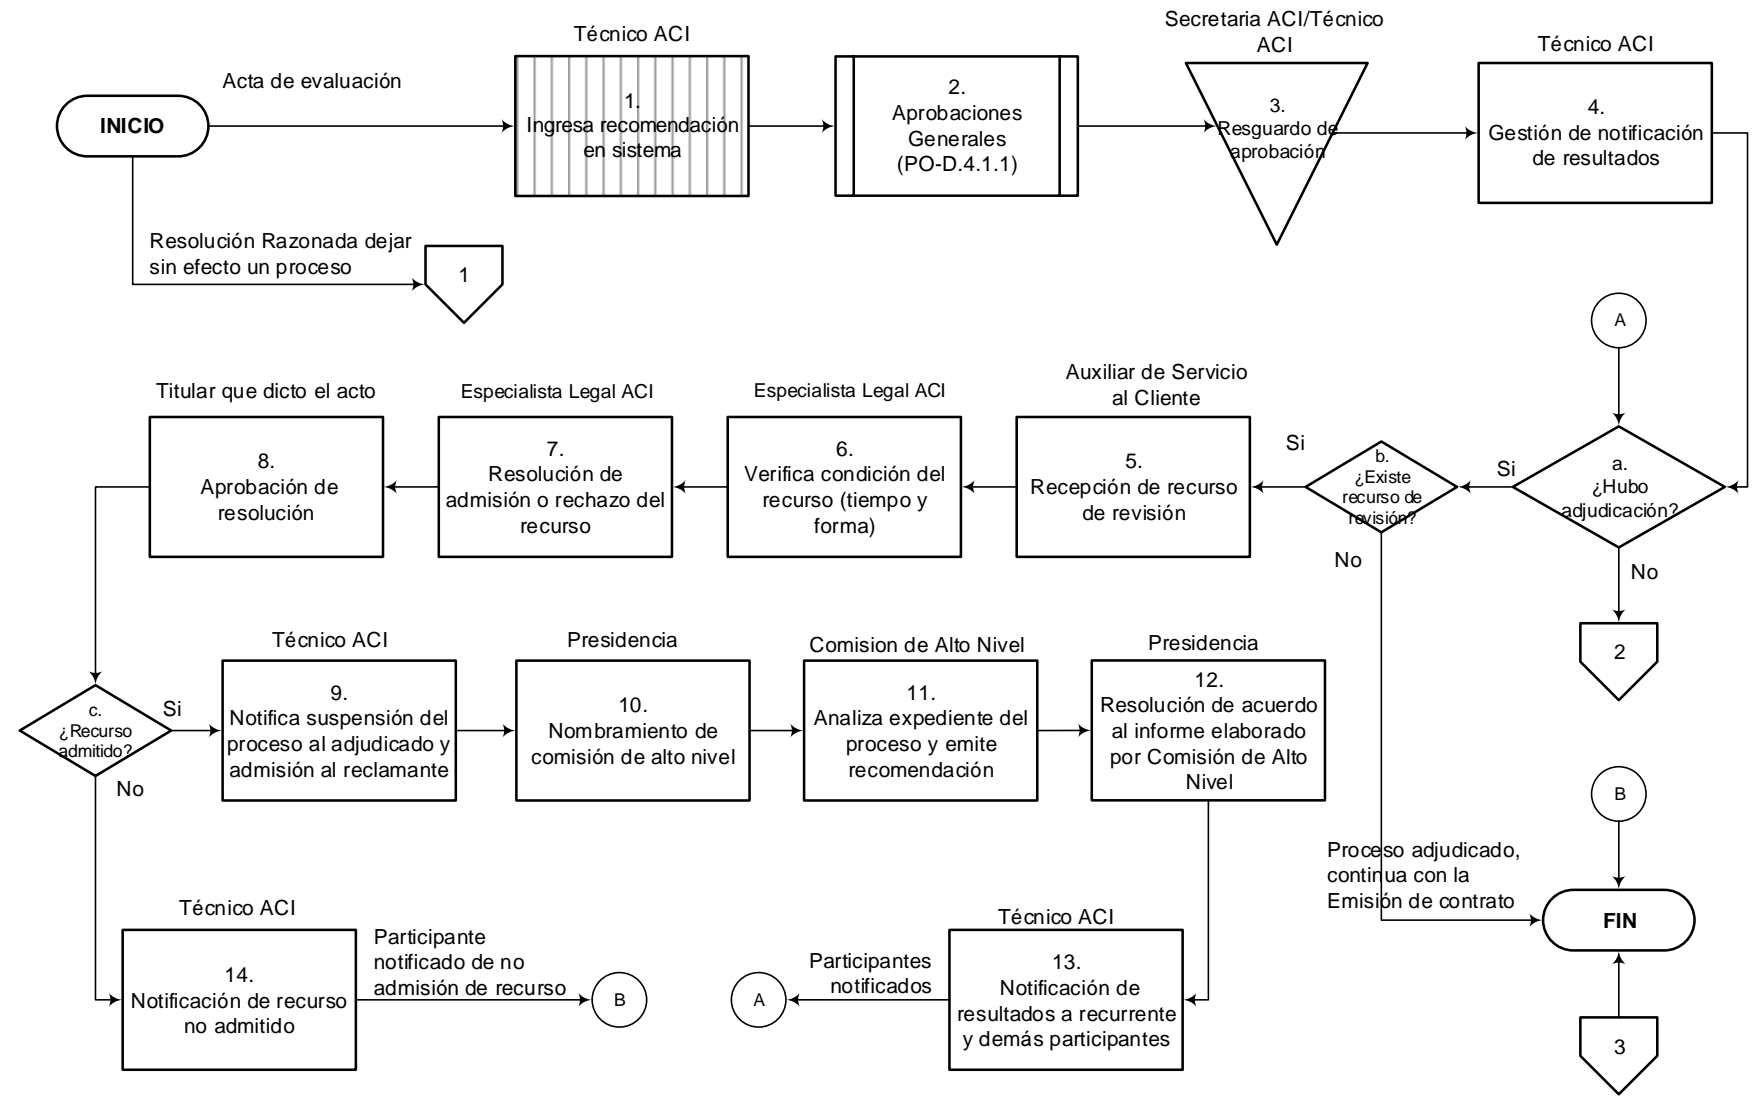 Técnico ACI
Secretaria ACI/Técnico
ACI
Técnico ACI
INICIO
Acta de evaluación
1.
Ingresa recomendación
en sistema
2.
Aprobaciones
Generales
(PO-D.4.1.1)
3.
Resguardo de
aprobación
4.
Gestión de notificación
de resultados
Resolución Razonada dejar
sin efecto un proceso
1
A
Titular que dicto el acto
Especialista Legal ACI
Especialista Legal ACI
Auxiliar de Servicio
al Cliente
8.
Aprobación de
resolución
7.
Resolución de
admisión o rechazo del
recurso
6.
Verifica condición del
recurso (tiempo y
forma)
5.
Recepción de recurso
de revisión
Si
b.
¿Existe
recurso de
revisión?
Si
a.
¿Hubo
adjudicación?
No
No
2
Técnico ACI
Presidencia
Comision de Alto Nivel
Presidencia
c.
¿Recurso
admitido?
Si
9.
Notifica suspensión del
proceso al adjudicado y
admisión al reclamante
10.
Nombramiento de
comisión de alto nivel
11.
Analiza expediente del
proceso y emite
recomendación
12.
Resolución de acuerdo
al informe elaborado
por Comisión de Alto
Nivel
No
B
Proceso adjudicado,
continua con la
Emisión de contrato
FIN
Técnico ACI
14.
Notificación de recurso
no admitido
Participante
notificado de no
admisión de recurso
B
A
Participantes
notificados
Técnico ACI
13.
Notificación de
resultados a recurrente
y demás participantes
3